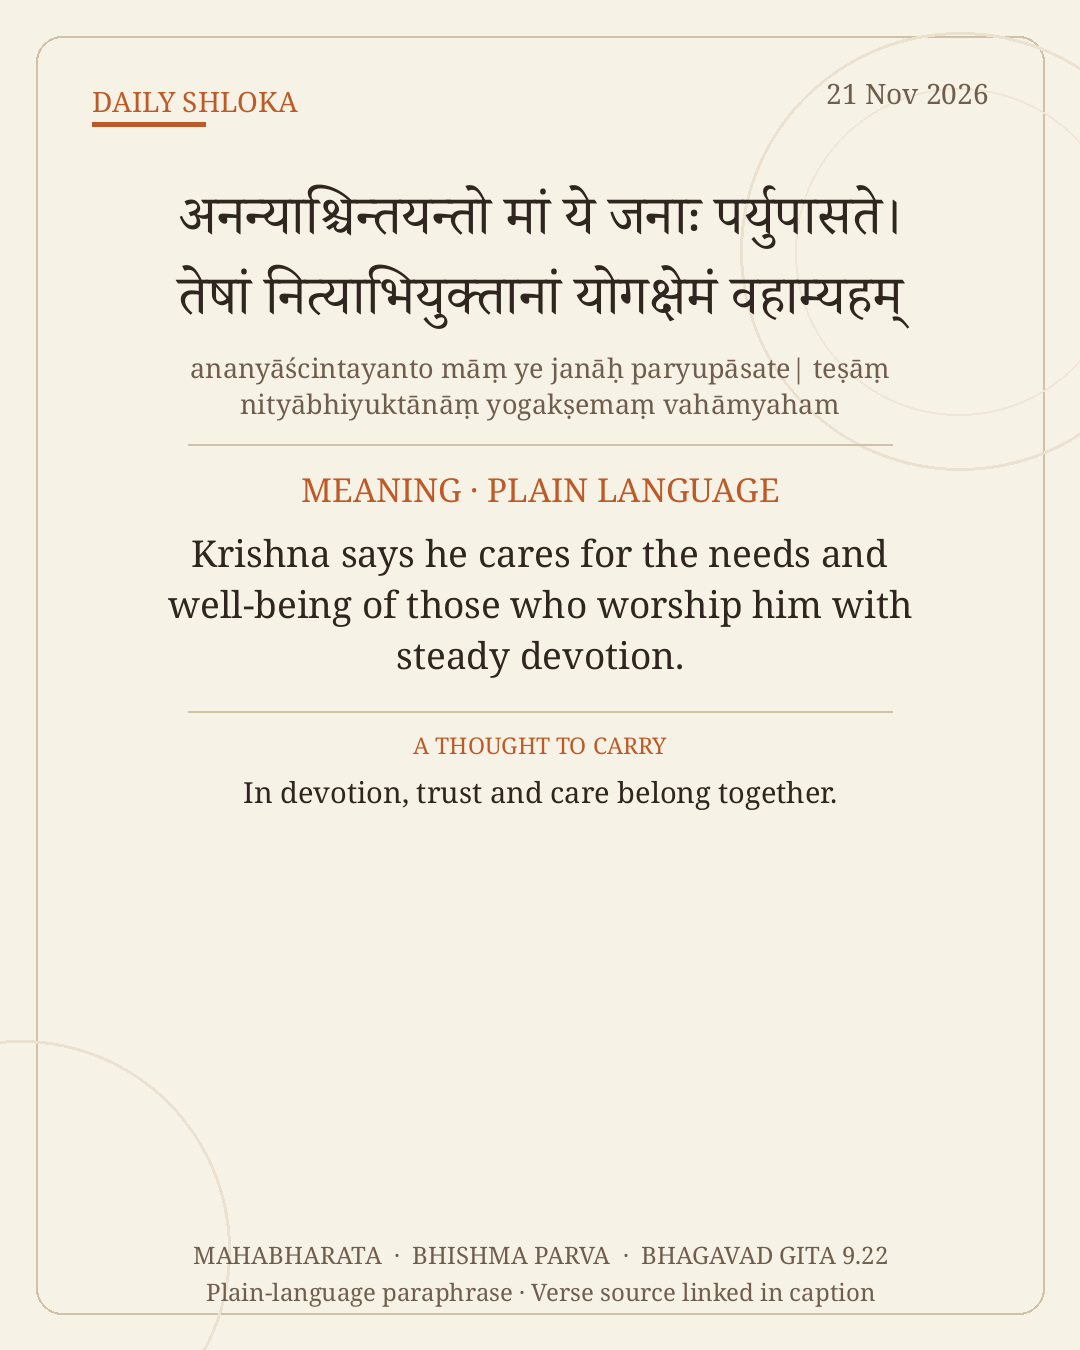 DAILY SHLOKA
21 Nov 2026
अनन्याश्चिन्तयन्तो मां ये जनाः पर्युपासते।
तेषां नित्याभियुक्तानां योगक्षेमं वहाम्यहम्
ananyāścintayanto māṃ ye janāḥ paryupāsate| teṣāṃ
nityābhiyuktānāṃ yogakṣemaṃ vahāmyaham
MEANING · PLAIN LANGUAGE
Krishna says he cares for the needs and
well-being of those who worship him with
steady devotion.
A THOUGHT TO CARRY
In devotion, trust and care belong together.
MAHABHARATA · BHISHMA PARVA · BHAGAVAD GITA 9.22
Plain-language paraphrase · Verse source linked in caption